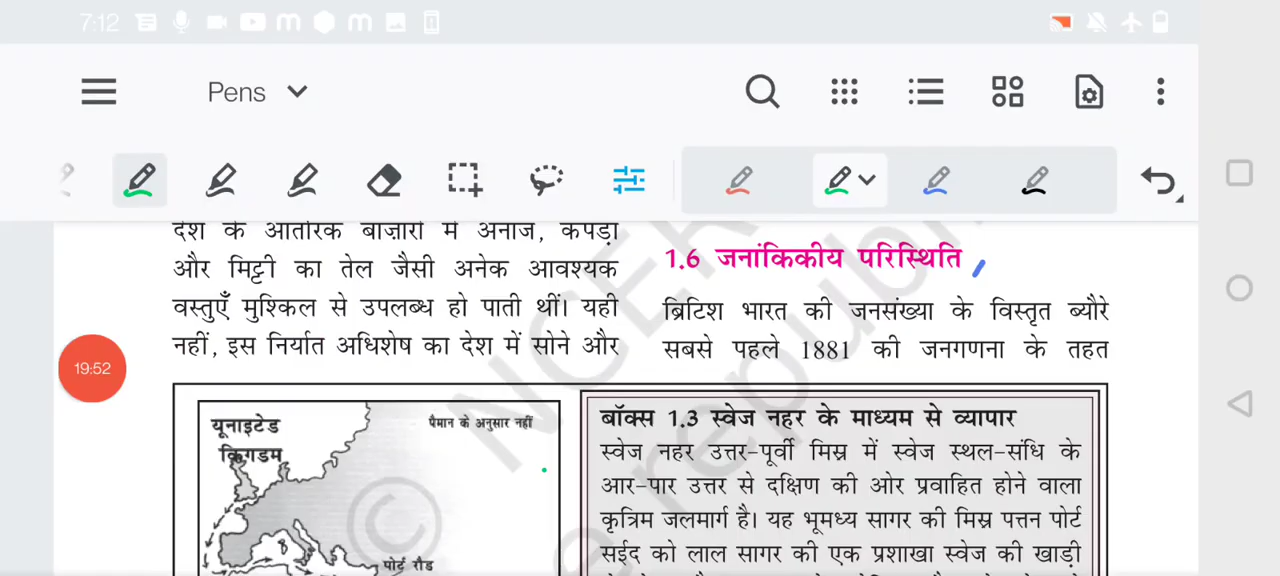 7:12
Pens
देश के आंतरिक बाज़ारों में अनाज, कपड़ा
और मिट्टी का तेल जैसी अनेक आवश्यक
वस्तुएँ मुश्किल से उपलब्ध हो पाती थीं। यही
नहीं, इस निर्यात अधिशेष का देश में सोने और
19:52
1.6 जनांकिकीय परिस्थिति
ब्रिटिश भारत की जनसंख्या के विस्तृत ब्यौरे
सबसे पहले 1881 की जनगणना के तहत
यूनाइटेड
किंगडम
पैमान के अनुसार नहीं
पोर्ट सैड
बॉक्स 1.3 स्वेज नहर के माध्यम से व्यापार
स्वेज नहर उत्तर-पूर्वी मिस्र में स्वेज स्थल-संधि के
आर-पार उत्तर से दक्षिण की ओर प्रवाहित होने वाला
कृत्रिम जलमार्ग है। यह भूमध्य सागर की मिस्र पत्तन पोर्ट
सईद को लाल सागर की एक प्रशाखा स्वेज की खाड़ी
© NCERT
be republished